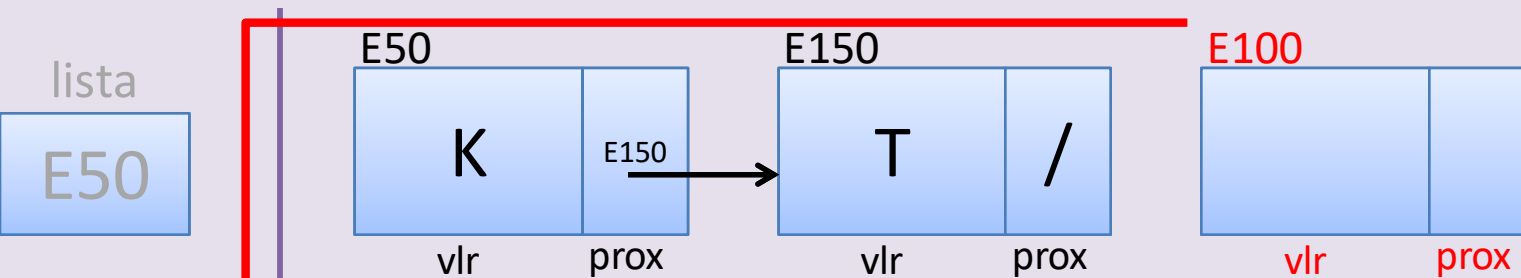 E50 E150 E100
lista
E50
K E150 T /
vlr prox vlr prox vlr prox